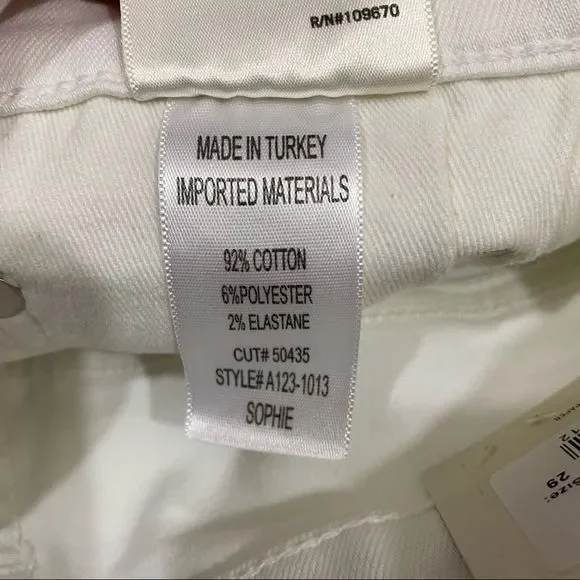 R/N#109670
MADE IN TURKEY
IMPORTED MATERIALS
92% COTTON
6%POLYESTER
2% ELASTANE
CUT# 50435
STYLE# A123-1013
SOPHIE
Size:
29